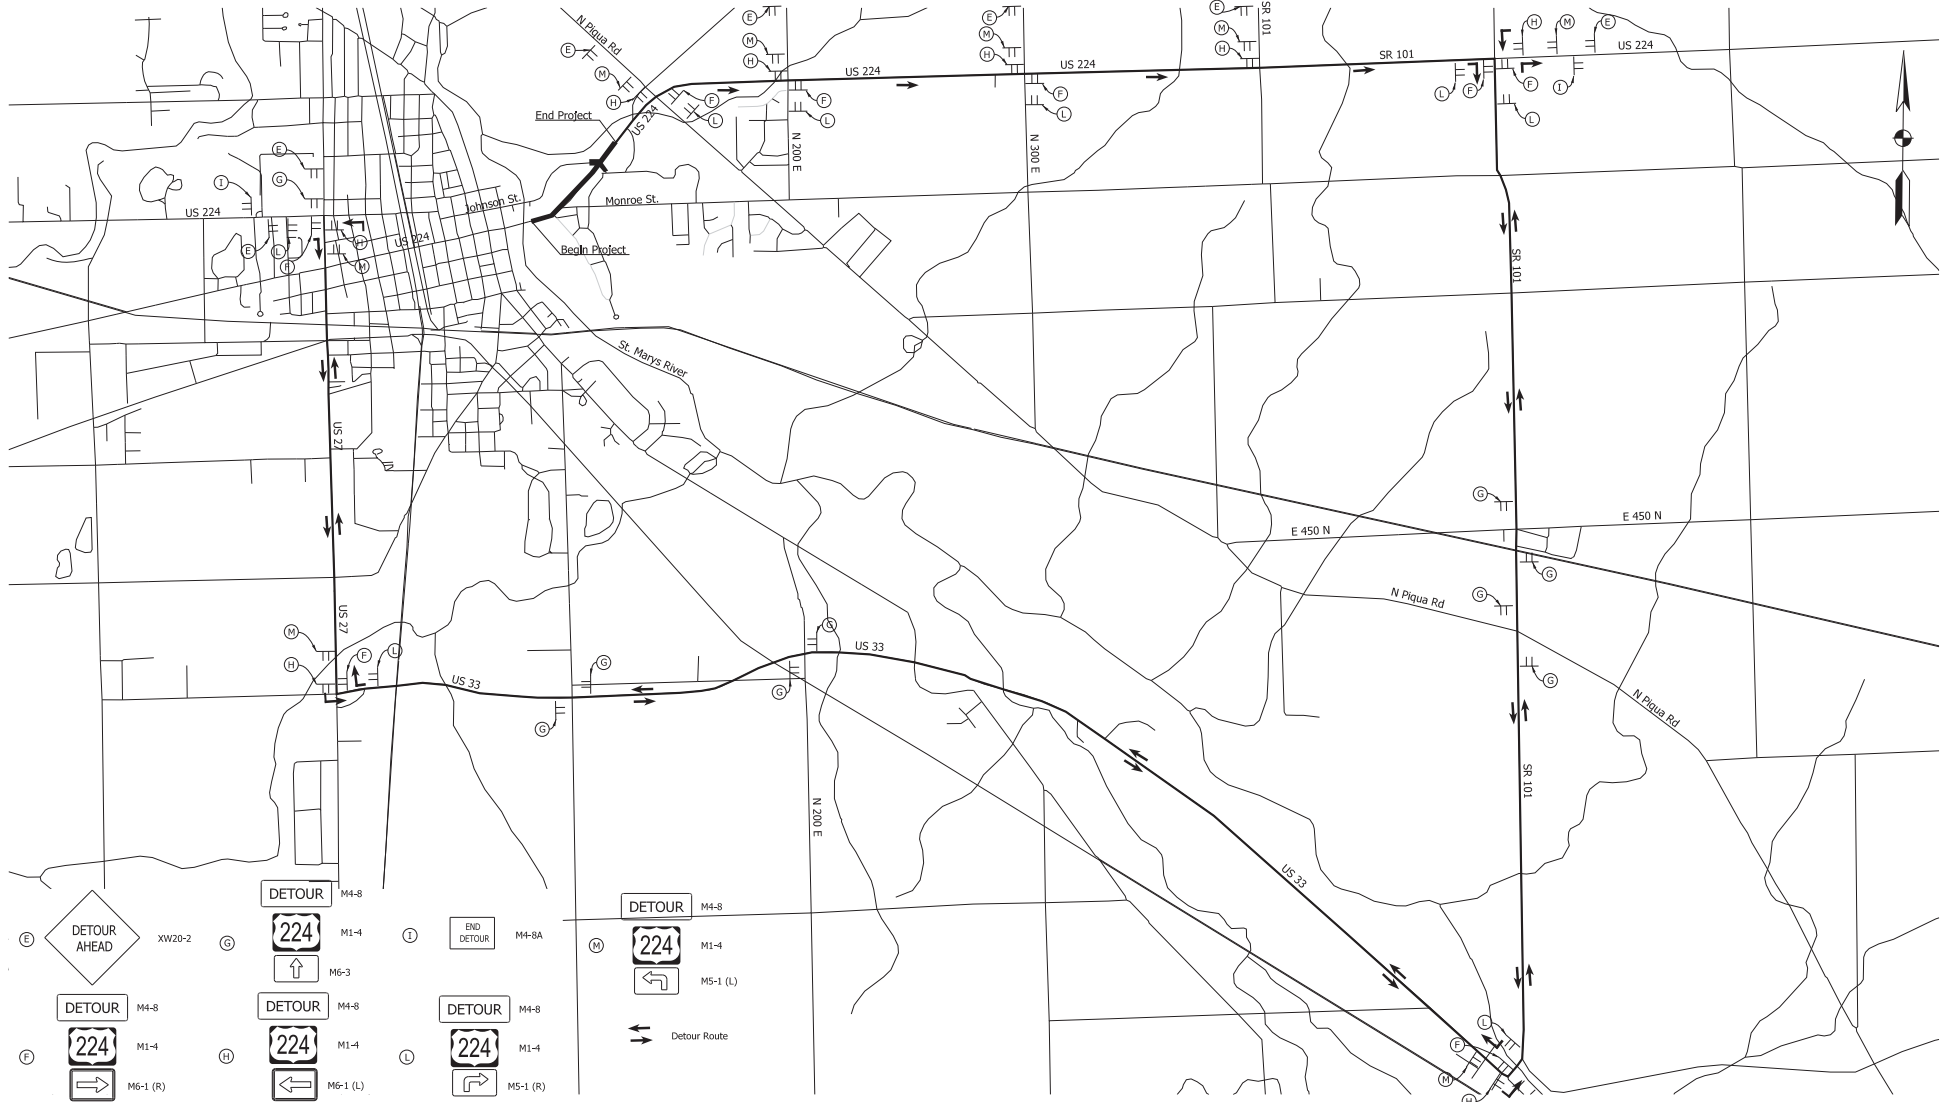 E
E
E
SR 101
N Piqua Rd
E
M
M
M
H
M
E
H
H
H
US 224
SR 101
US 224
US 224
M
H
F
L
F
L
F
L
L
F
F
I
L
End Project
US 224
N 200 E
N 300 E
E
G
I
US 224
Johnson St.
Monroe St.
US 224
Begin Project
H
E
L
F
M
SR 101
St. Marys River
US 27
G
E 450 N
E 450 N
G
G
N Piqua Rd
US 27
M
H
F
L
G
G
US 33
US 33
G
G
G
N Piqua Rd
SR 101
N 200 E
US 33
L
F
M
H
E
DETOUR
AHEAD
XW20-2
G
DETOUR
M4-8
224
M1-4
M6-3
I
END
DETOUR
M4-8A
M
DETOUR
M4-8
224
M1-4
M5-1 (L)
F
DETOUR
M4-8
224
M1-4
M6-1 (R)
H
DETOUR
M4-8
224
M1-4
M6-1 (L)
L
DETOUR
M4-8
224
M1-4
M5-1 (R)
Detour Route